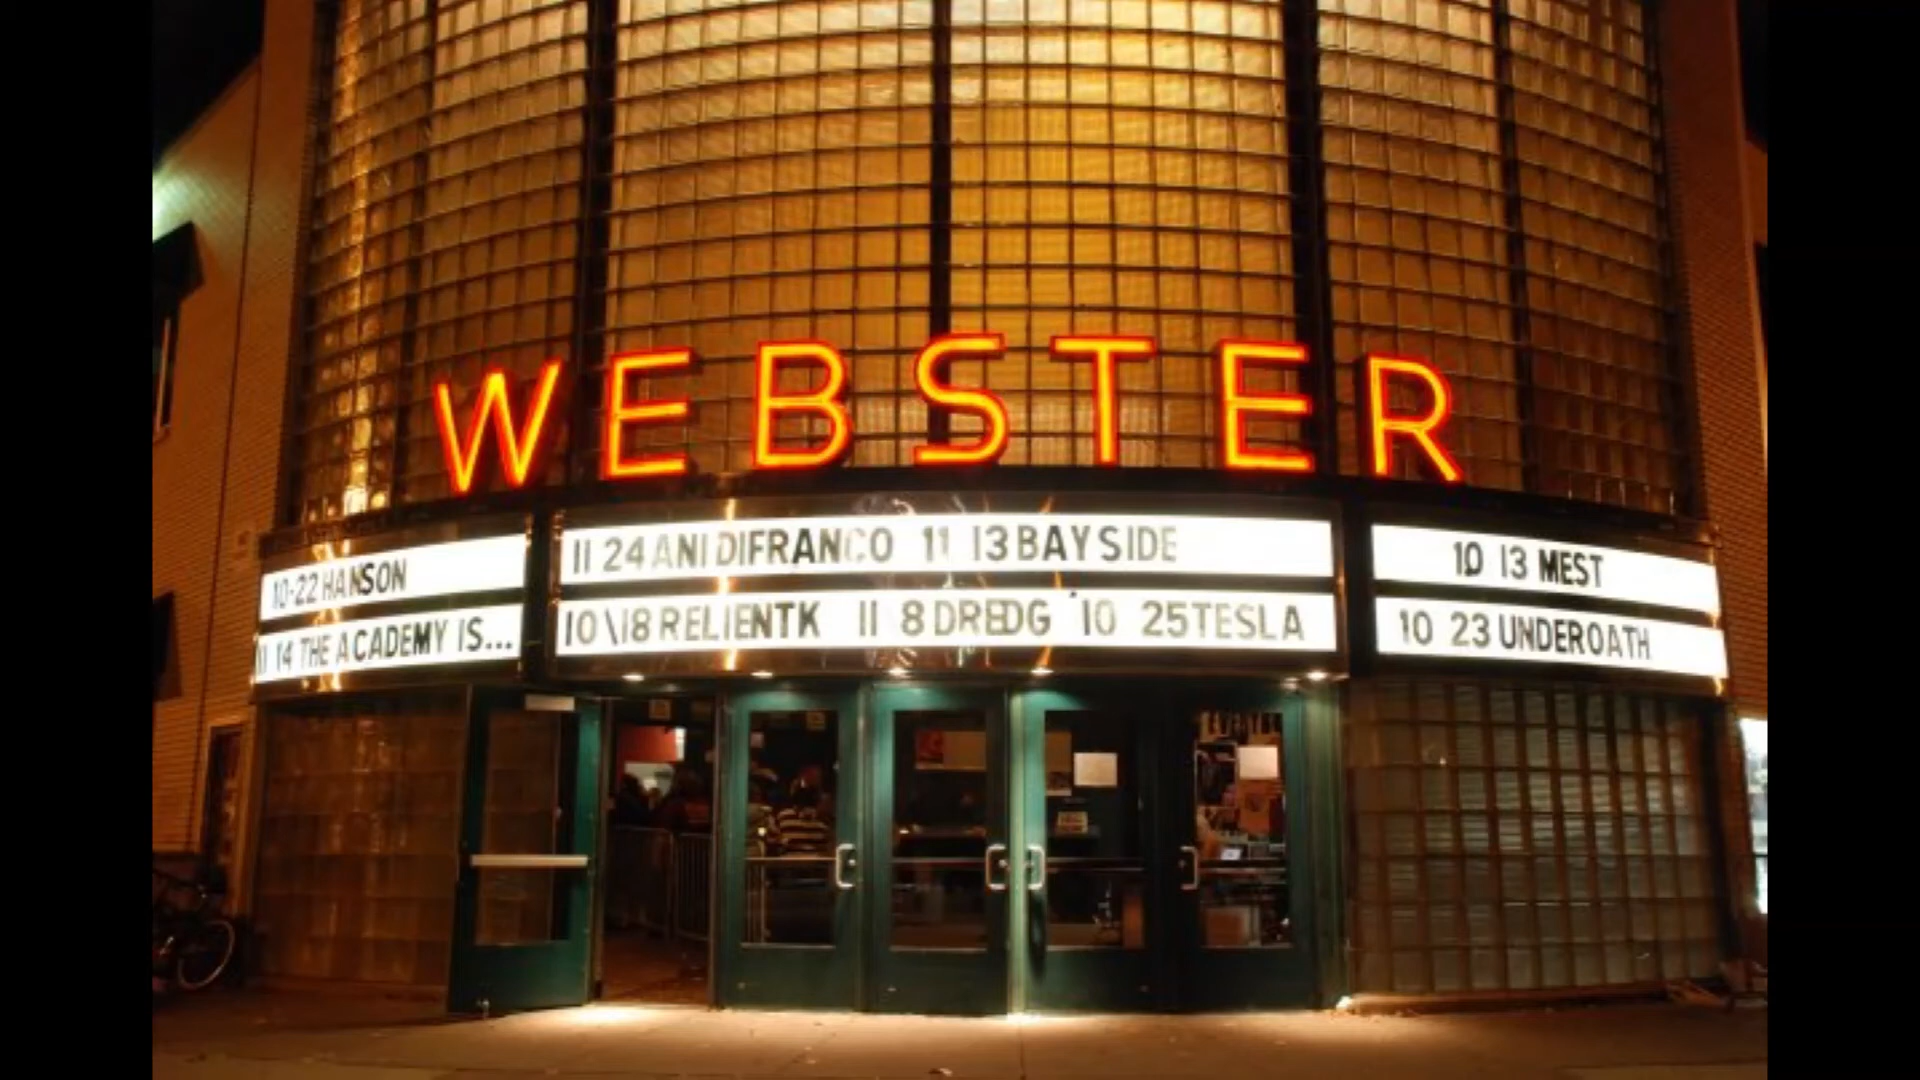 WEBSTER
10-22 HANSON
11 14 THE ACADEMY IS...
11 24 ANI DIFRANCO 11 13 BAYSIDE
10\18 RELIENTK 11 8 DREDG '10 25 TESLA
10 13 MEST
10 23 UNDEROATH